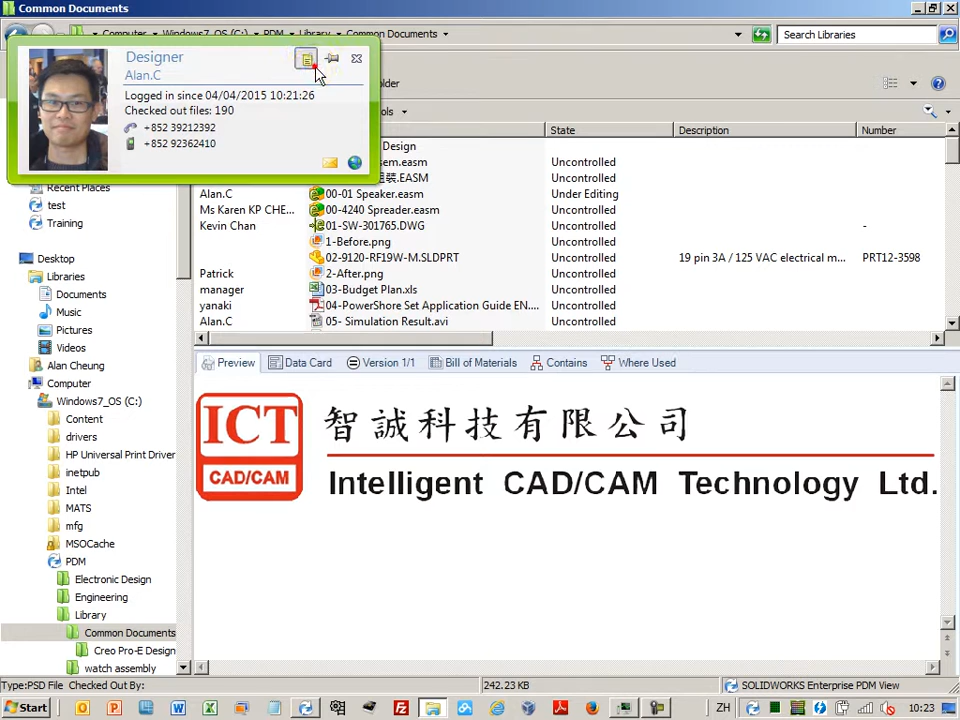 Common Documents
Computer Windows7_OS (C:) PDM Library Common Documents
Search Libraries
Designer
Alan.C
Logged in since 04/04/2015 10:21:26
Checked out files: 190
+852 39212392
+852 92362410
State Description Number
Design
Uncontrolled
.EASM Uncontrolled
Alan.C 00-01 Speaker.easm Under Editing
Ms Karen KP CHE... 00-4240 Spreader.easm Uncontrolled
Kevin Chan 01-SW-301765.DWG Uncontrolled -
1-Before.png Uncontrolled
02-9120-RF19W-M.SLDPRT Uncontrolled 19 pin 3A / 125 VAC electrical m... PRT12-3598
Patrick 2-After.png Uncontrolled
manager 03-Budget Plan.xls Uncontrolled
yanaki 04-PowerShore Set Application Guide EN.... Uncontrolled
Alan.C 05- Simulation Result.avi Uncontrolled
Recent Places
test
Training
Desktop
Libraries
Documents
Music
Pictures
Videos
Alan Cheung
Computer
Windows7_OS (C:)
Content
drivers
HP Universal Print Driver
inetpub
Intel
MATS
mfg
MSOCache
PDM
Electronic Design
Engineering
Library
Common Documents
Creo Pro-E Design
watch assembly
Preview Data Card Version 1/1 Bill of Materials Contains Where Used
ICT
CAD/CAM
智誠科技有限公司
Intelligent CAD/CAM Technology Ltd.
Type:PSD File Checked Out By: 242.23 KB SOLIDWORKS Enterprise PDM View
Start ZH 10:23